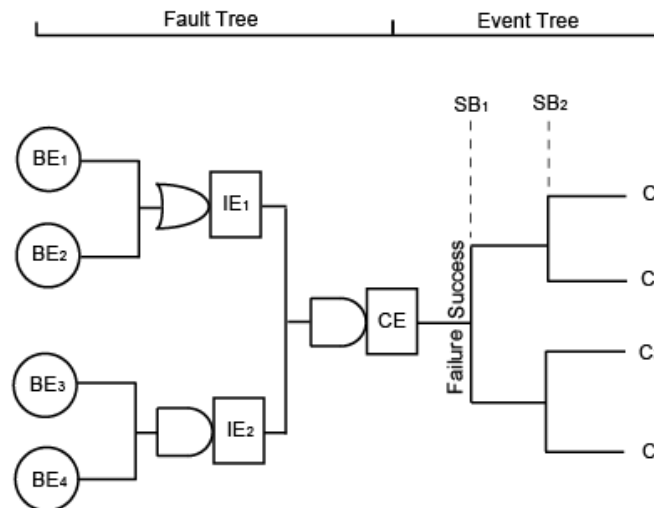 Fault Tree
Event Tree
SB₁
SB₂
BE₁
IE₁
BE₂
C
C
CE
Success
Failure
BE₃
IE₂
BE₄
C
C